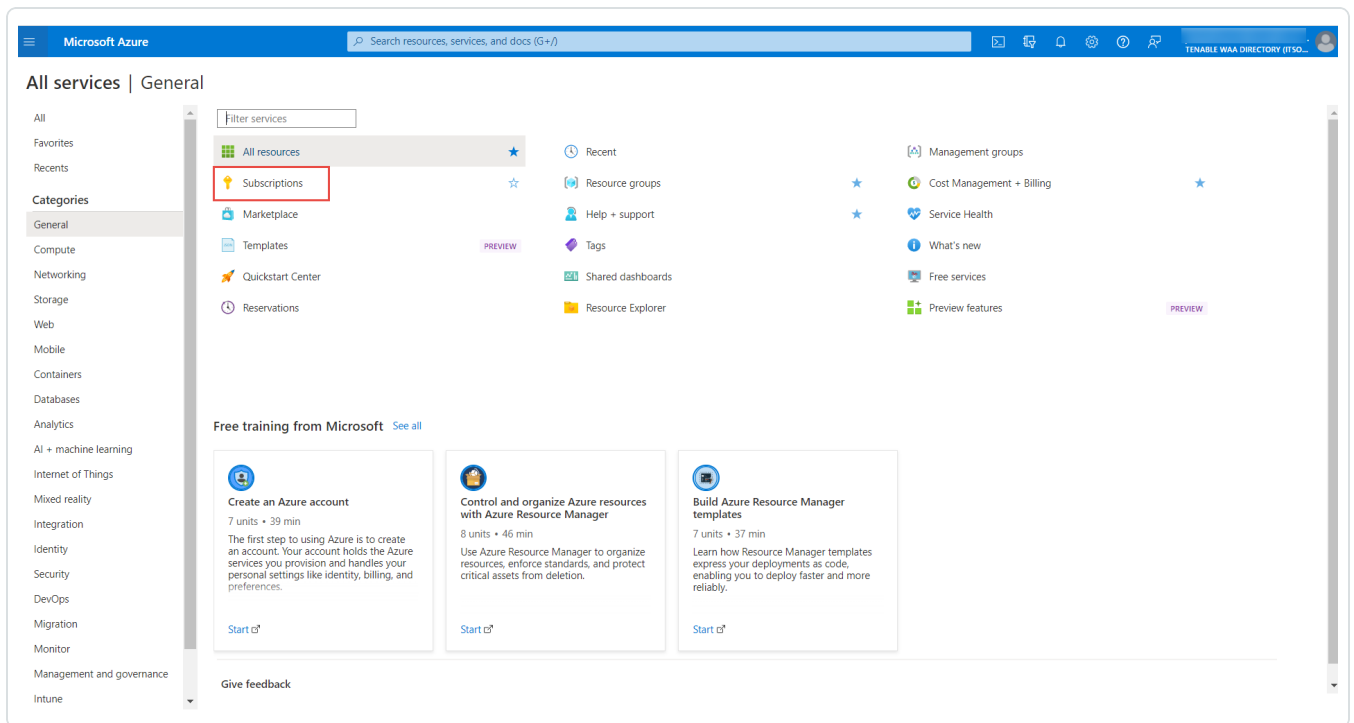 Microsoft Azure
Search resources, services, and docs (G+/)
TENABLE WAA DIRECTORY (ITSO...
All services | General
All
Favorites
Recents
Categories
General
Compute
Networking
Storage
Web
Mobile
Containers
Databases
Analytics
AI + machine learning
Internet of Things
Mixed reality
Integration
Identity
Security
DevOps
Migration
Monitor
Management and governance
Intune
Filter services
All resources
Recent
Management groups
Subscriptions
Resource groups
Cost Management + Billing
Marketplace
Help + support
Service Health
Templates
PREVIEW
Tags
What's new
Quickstart Center
Shared dashboards
Free services
Reservations
Resource Explorer
Preview features
PREVIEW
Free training from Microsoft See all
Create an Azure account
7 units • 39 min
The first step to using Azure is to create
an account. Your account holds the Azure
services you provision and handles your
personal settings like identity, billing, and
preferences.
Start
Control and organize Azure resources
with Azure Resource Manager
8 units • 46 min
Use Azure Resource Manager to organize
resources, enforce standards, and protect
critical assets from deletion.
Start
Build Azure Resource Manager
templates
7 units • 37 min
Learn how Resource Manager templates
express your deployments as code,
enabling you to deploy faster and more
reliably.
Start
Give feedback